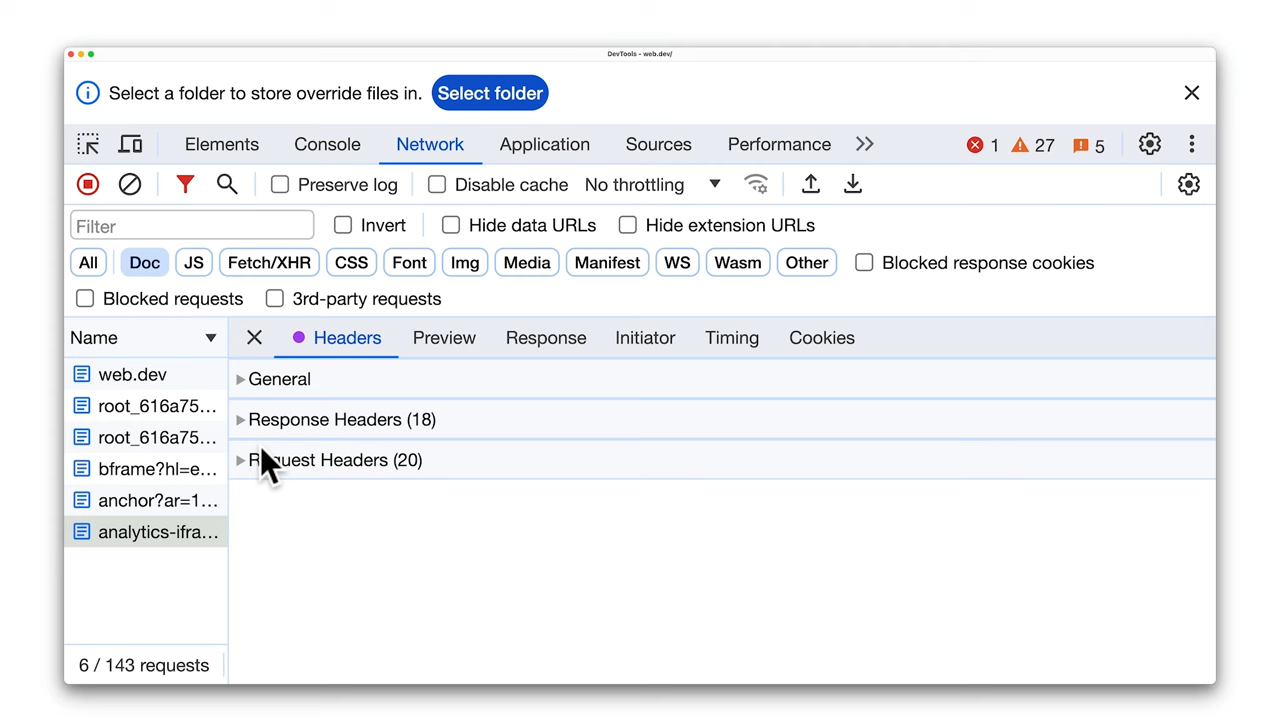 DevTools - web.dev/
Select a folder to store override files in. Select folder
Elements Console Network Application Sources Performance 1 27 5
Preserve log Disable cache No throttling
Filter Invert Hide data URLs Hide extension URLs
All Doc JS Fetch/XHR CSS Font Img Media Manifest WS Wasm Other Blocked response cookies
Blocked requests 3rd-party requests
Name Headers Preview Response Initiator Timing Cookies
web.dev General
root_616a75... Response Headers (18)
root_616a75... Request Headers (20)
bframe?hl=e...
anchor?ar=1...
analytics-ifra...
6 / 143 requests